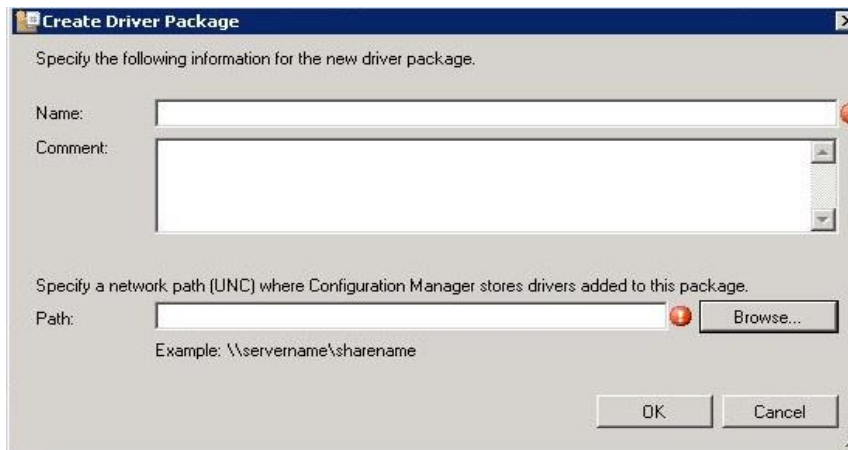 Create Driver Package
Specify the following information for the new driver package.
Name:
Comment:
Specify a network path (UNC) where Configuration Manager stores drivers added to this package.
Path:
Browse...
Example: \\servername\sharename
OK
Cancel